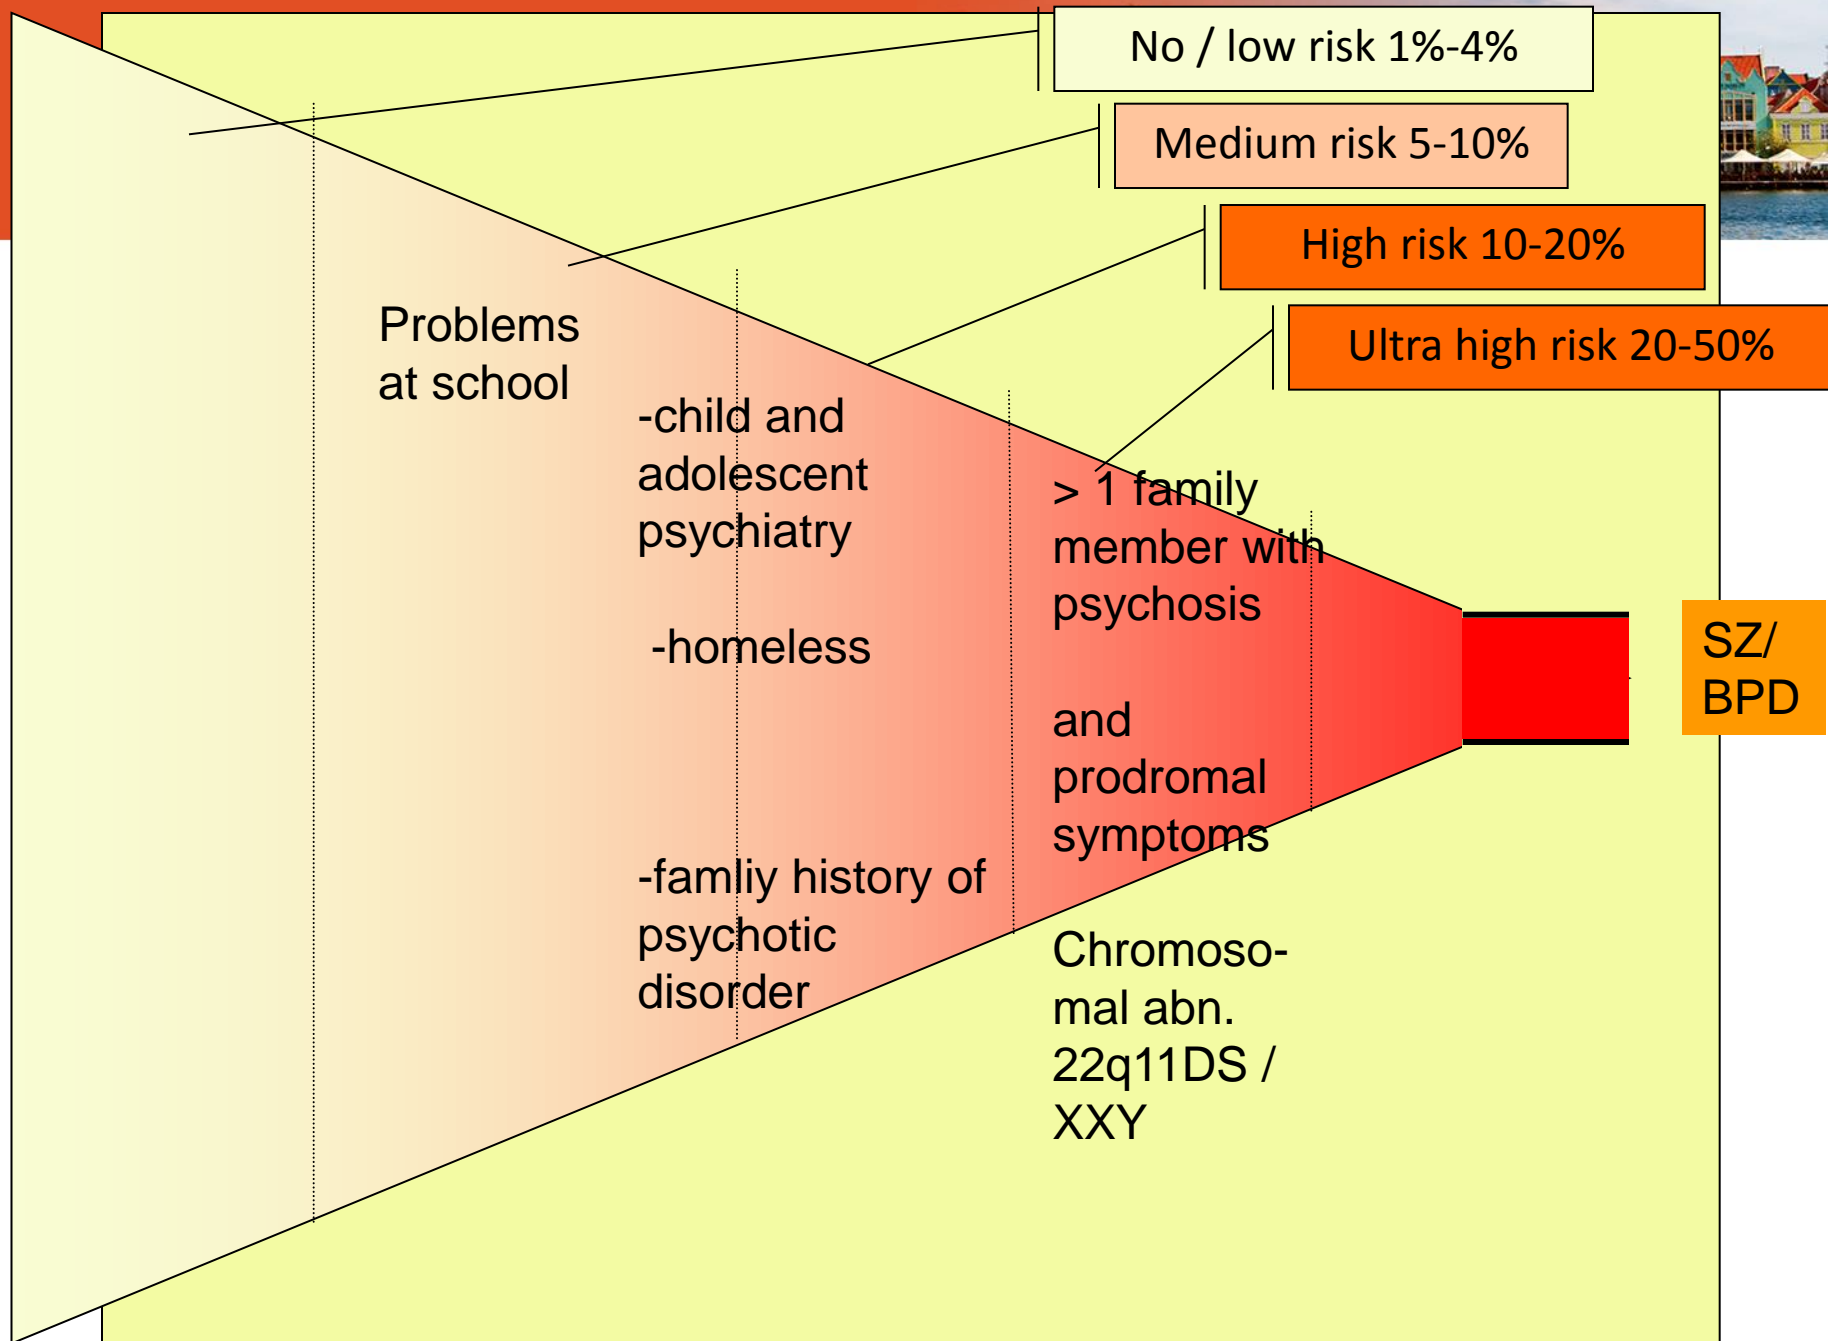 No / low risk 1%-4%
Medium risk 5-10%
High risk 10-20%
Ultra high risk 20-50%
Problems
at school
-child and
adolescent
psychiatry
-homeless
-famliy history of
psychotic
disorder
> 1 family
member with
psychosis
and
prodromal
symptoms
Chromoso-
mal abn.
22q11DS /
XXY
SZ/
BPD